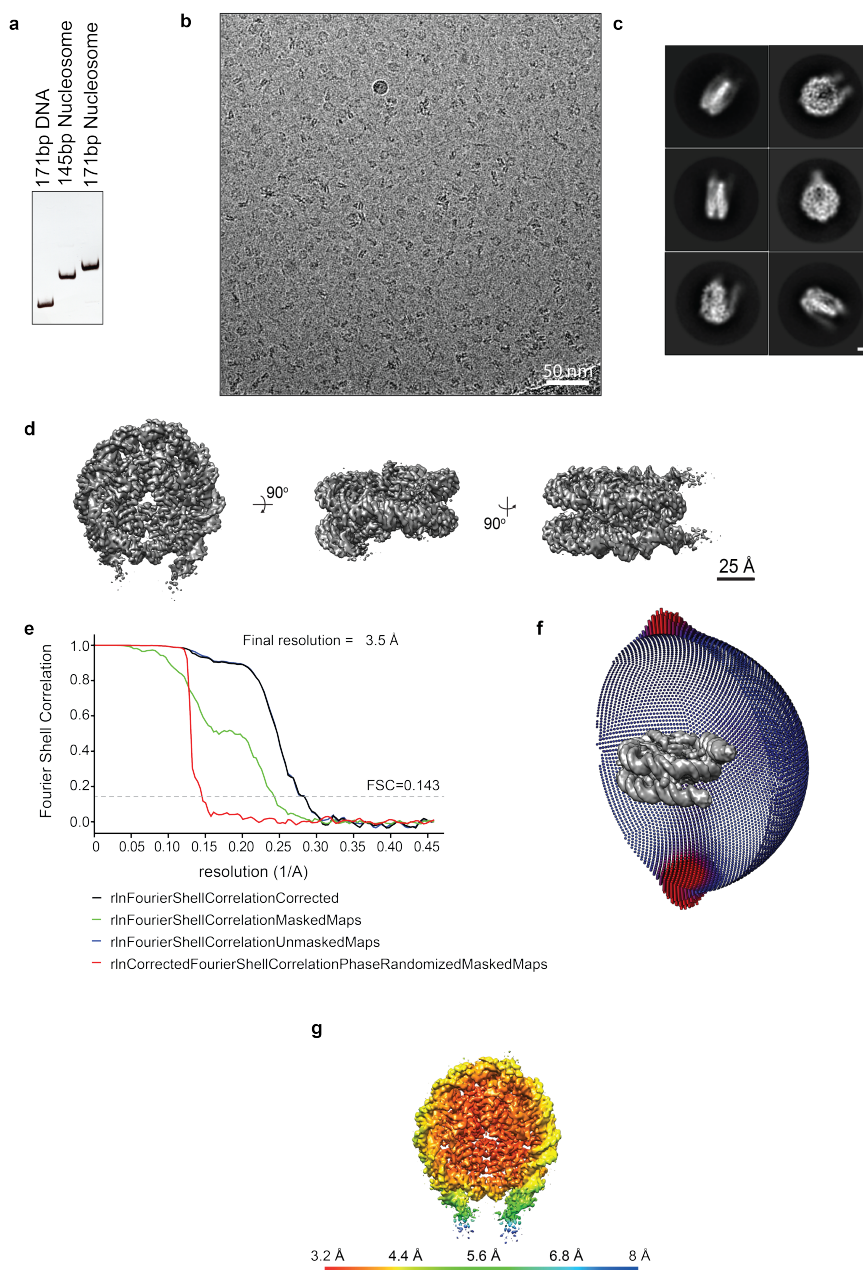 a
171bp DNA
145bp Nucleosome
171bp Nucleosome
b
50 nm
c
d
90°
90°
25 Å
e
Final resolution = 3.5 Å
Fourier Shell Correlation
1.0
0.8
0.6
0.4
0.2
0.0
FSC=0.143
0 0.05 0.10 0.15 0.20 0.25 0.30 0.35 0.40 0.45
resolution (1/A)
rlnFourierShellCorrelationCorrected
rlnFourierShellCorrelationMaskedMaps
rlnFourierShellCorrelationUnmaskedMaps
rlnCorrectedFourierShellCorrelationPhaseRandomizedMaskedMaps
f
g
3.2 Å 4.4 Å 5.6 Å 6.8 Å 8 Å